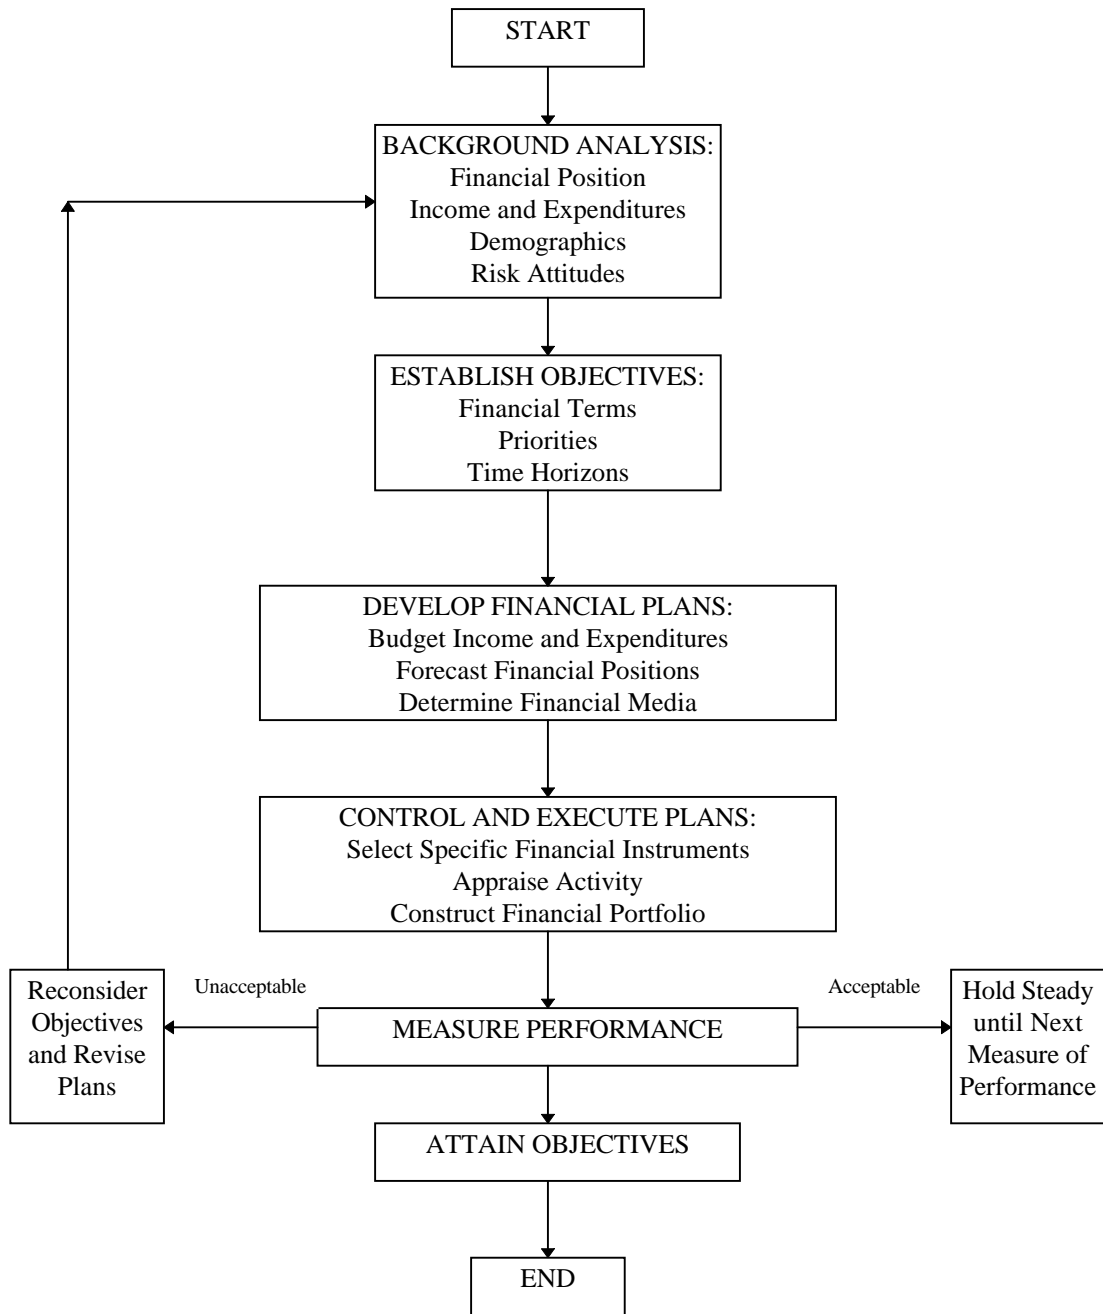 START
BACKGROUND ANALYSIS:
Financial Position
Income and Expenditures
Demographics
Risk Attitudes
ESTABLISH OBJECTIVES:
Financial Terms
Priorities
Time Horizons
DEVELOP FINANCIAL PLANS:
Budget Income and Expenditures
Forecast Financial Positions
Determine Financial Media
CONTROL AND EXECUTE PLANS:
Select Specific Financial Instruments
Appraise Activity
Construct Financial Portfolio
Reconsider
Objectives
and Revise
Plans
Unacceptable
MEASURE PERFORMANCE
Acceptable
Hold Steady
until Next
Measure of
Performance
ATTAIN OBJECTIVES
END